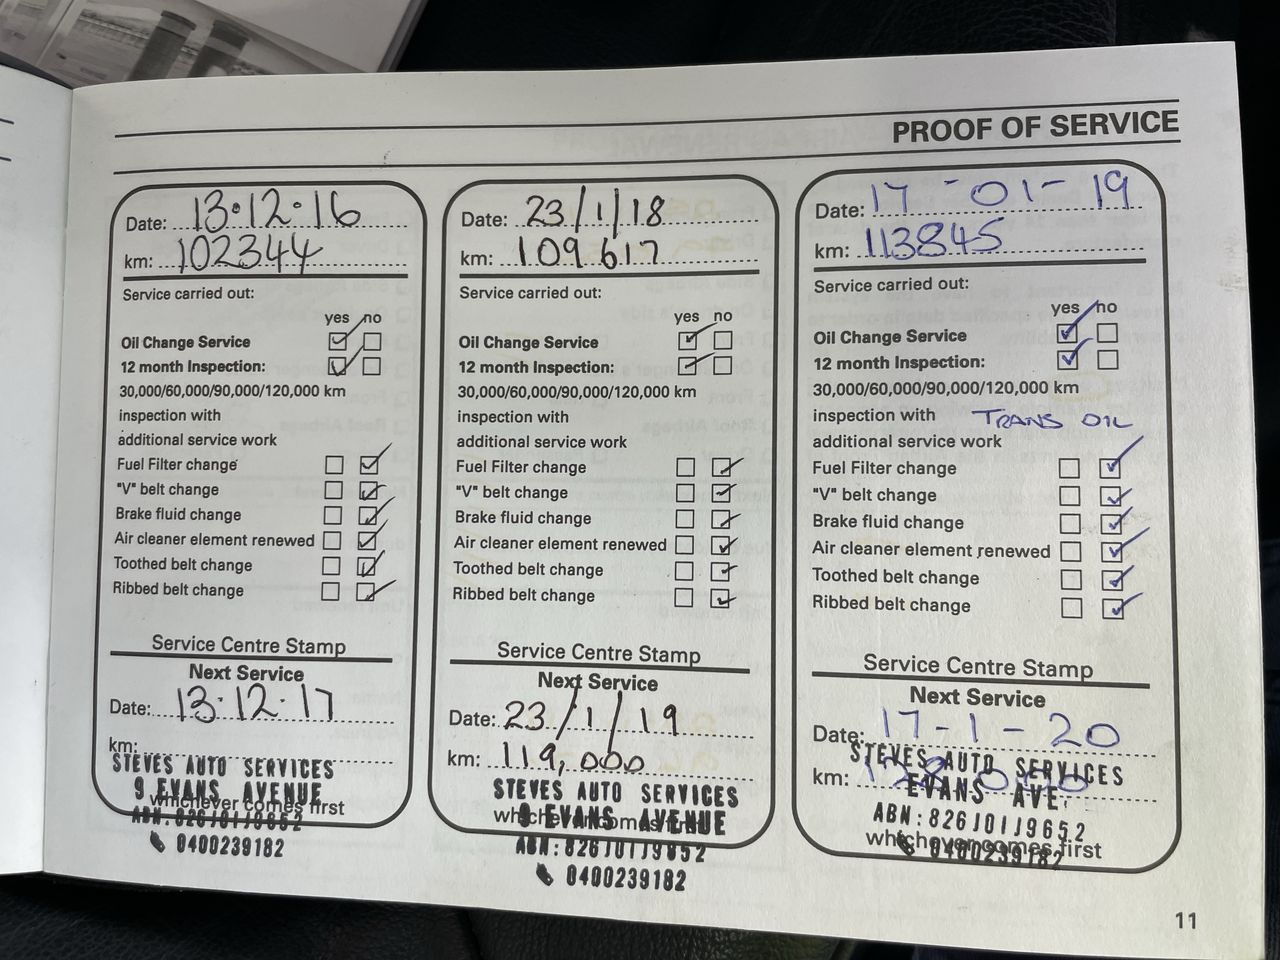 PROOF OF SERVICE
Date: 13.12.16
km: 102344
Service carried out:
yes no
Oil Change Service
12 month Inspection:
30,000/60,000/90,000/120,000 km
inspection with
additional service work
Fuel Filter change
"V" belt change
Brake fluid change
Air cleaner element renewed
Toothed belt change
Ribbed belt change
Service Centre Stamp
Next Service
Date: 13.12.17
km:
STEVES AUTO SERVICES
9 EVANS AVENUE
whichever comes first
0400239182
Date: 23/1/18
km: 109617
Service carried out:
yes no
Oil Change Service
12 month Inspection:
30,000/60,000/90,000/120,000 km
inspection with
additional service work
Fuel Filter change
"V" belt change
Brake fluid change
Air cleaner element renewed
Toothed belt change
Ribbed belt change
Service Centre Stamp
Next Service
Date: 23/1/19
km: 119,000
STEVES AUTO SERVICES
9 EVANS AVENUE
whichever comes first
0400239182
Date: 17-01-19
km: 113845
Service carried out:
yes no
Oil Change Service
12 month Inspection:
30,000/60,000/90,000/120,000 km
inspection with TRANS OIL
additional service work
Fuel Filter change
"V" belt change
Brake fluid change
Air cleaner element renewed
Toothed belt change
Ribbed belt change
Service Centre Stamp
Next Service
Date: 17-1-20
STEVES AUTO SERVICES
km:
EVANS AVE
ABN:826J01J9652
whichever comes first
0400239182
11